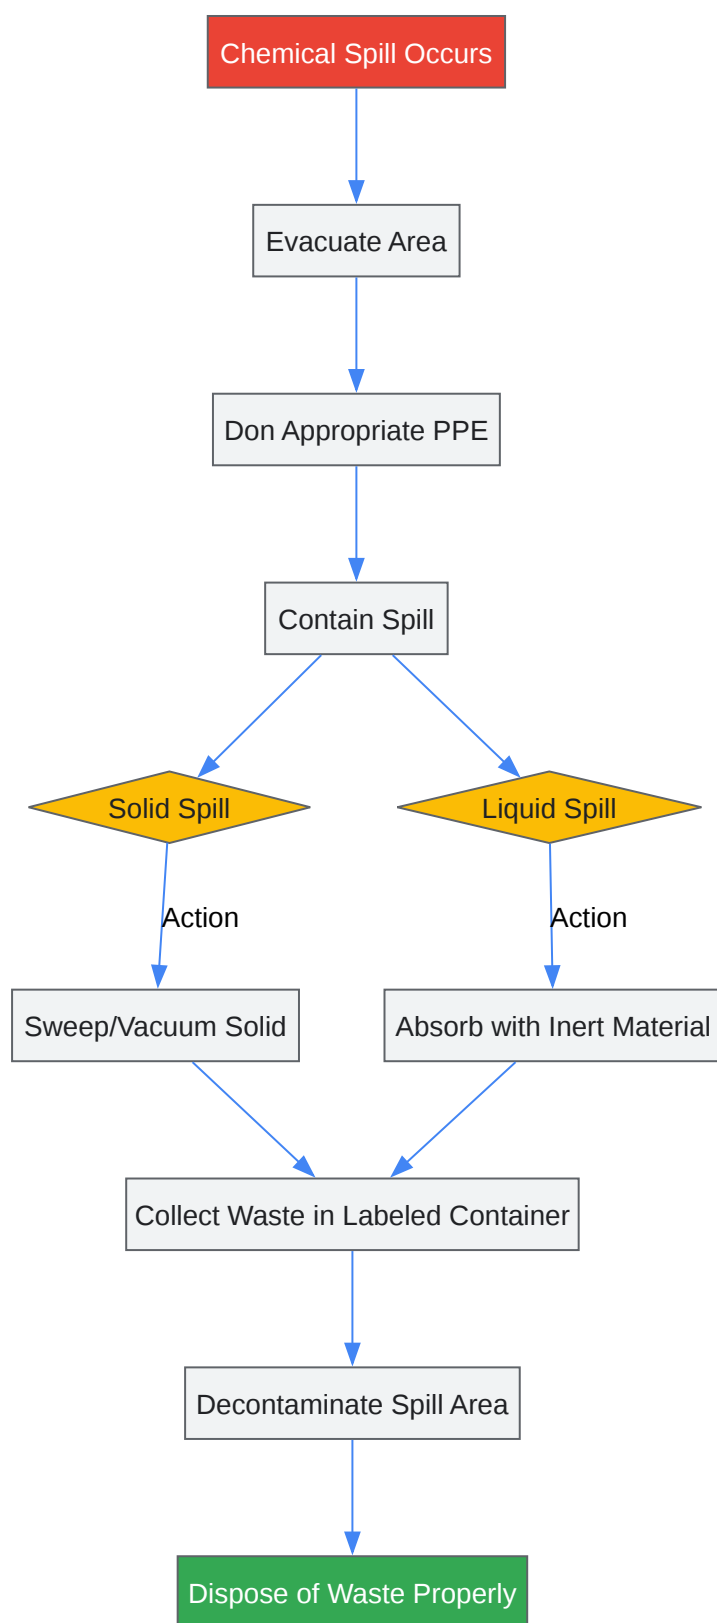 Chemical Spill Occurs
Evacuate Area
Don Appropriate PPE
Contain Spill
Solid Spill
Liquid Spill
Action
Action
Sweep/Vacuum Solid
Absorb with Inert Material
Collect Waste in Labeled Container
Decontaminate Spill Area
Dispose of Waste Properly